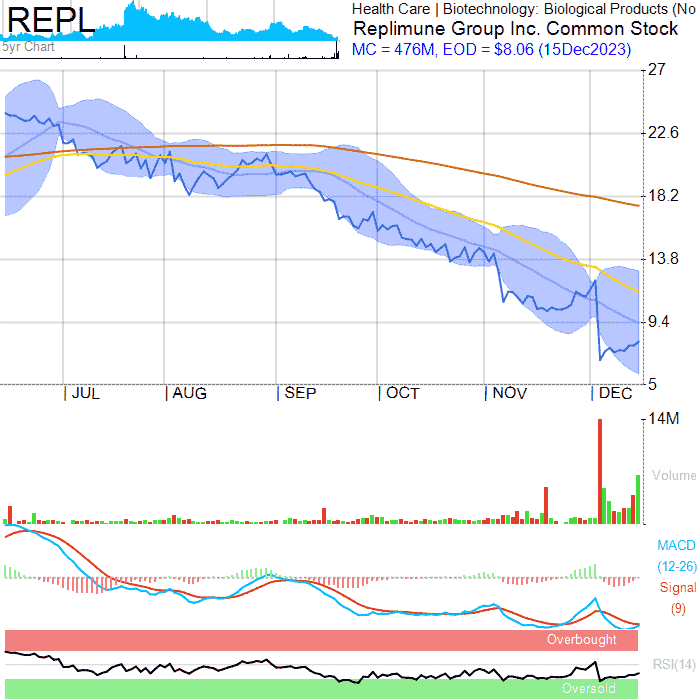 REPL
5yr Chart
Health Care | Biotechnology: Biological Products (No
Replimune Group Inc. Common Stock
MC = 476M, EOD = $8.06 (15Dec2023)
27
22.6
18.2
13.8
9.4
5
JUL
AUG
SEP
OCT
NOV
DEC
14M
Volume
MACD
(12-26)
Signal
(9)
Overbought
RSI(14)
Oversold